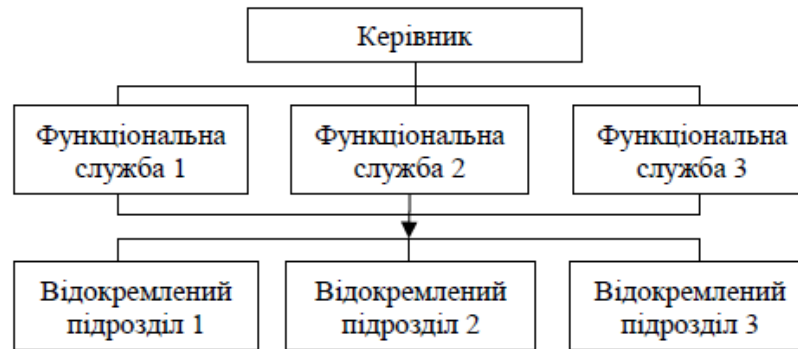 Керівник
Функціональна
служба 1
Функціональна
служба 2
Функціональна
служба 3
Відокремлений
підрозділ 1
Відокремлений
підрозділ 2
Відокремлений
підрозділ 3